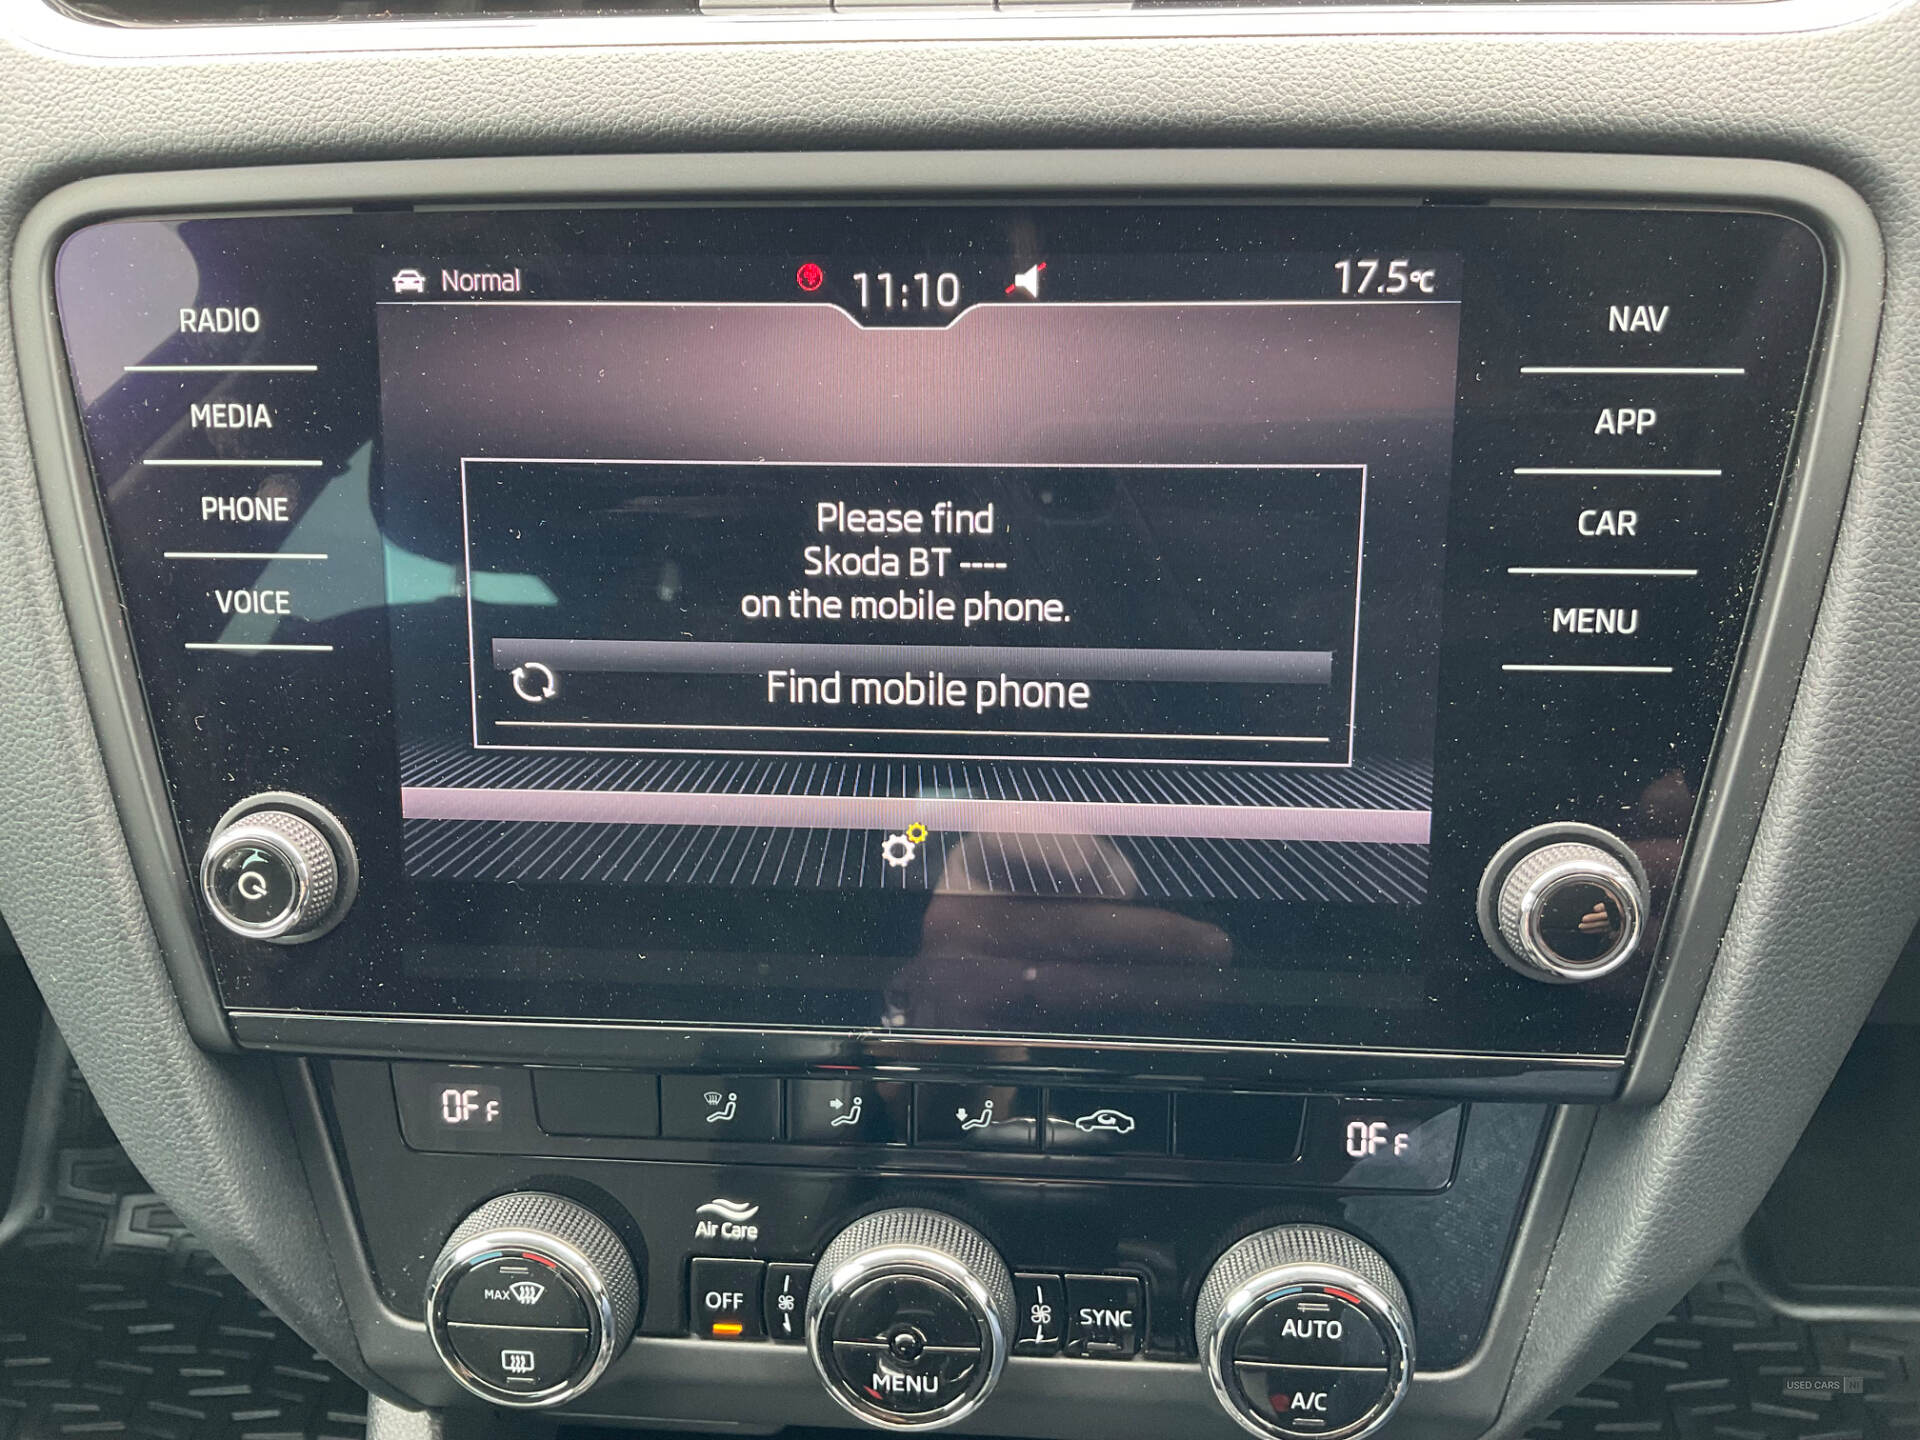 Normal
11:10
17.5°C
RADIO
MEDIA
PHONE
VOICE
NAV
APP
CAR
MENU
Please find
Skoda BT ----
on the mobile phone.
Find mobile phone
OFF
OFF
Air Care
MAX
OFF
MENU
SYNC
AUTO
A/C
USED CARS NI